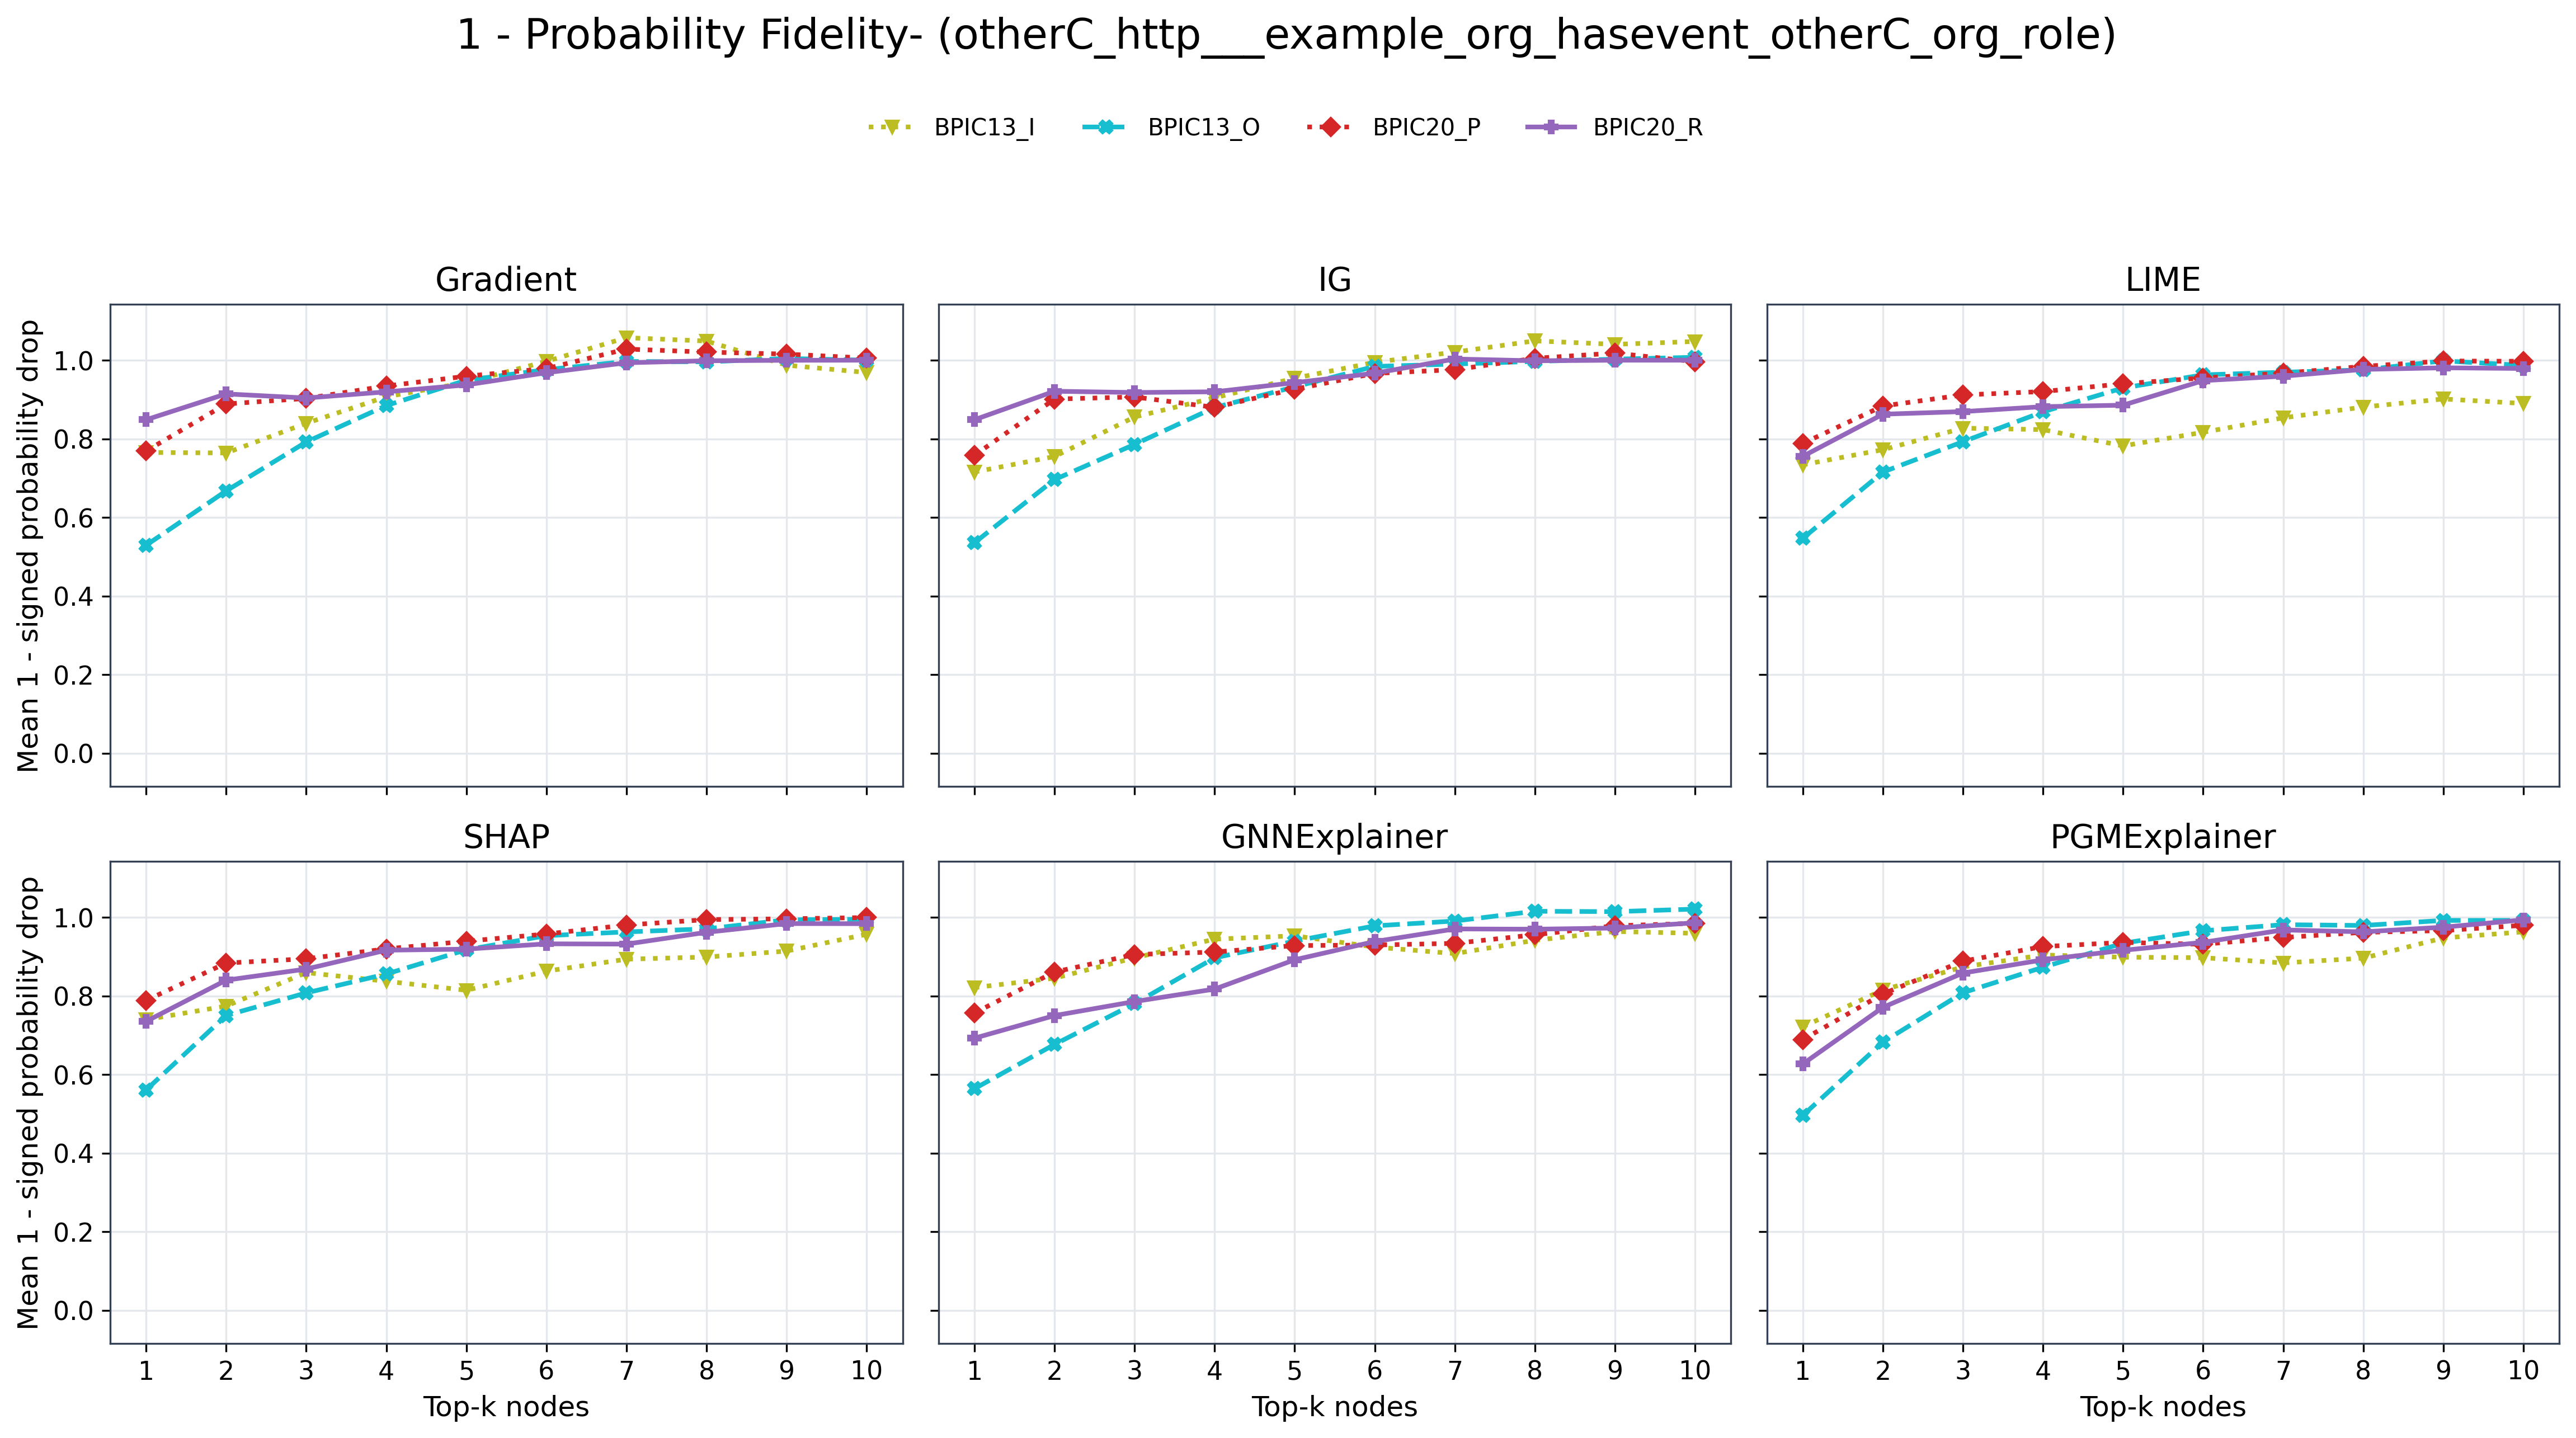 1 - Probability Fidelity- (otherC_http___example_org_hasevent_otherC_org_role)
BPIC13_I BPIC13_O BPIC20_P BPIC20_R
Gradient IG LIME
Mean 1 - signed probability drop
1.0
0.8
0.6
0.4
0.2
0.0
SHAP GNNExplainer PGMExplainer
Mean 1 - signed probability drop
1.0
0.8
0.6
0.4
0.2
0.0
1 2 3 4 5 6 7 8 9 10 1 2 3 4 5 6 7 8 9 10 1 2 3 4 5 6 7 8 9 10
Top-k nodes Top-k nodes Top-k nodes